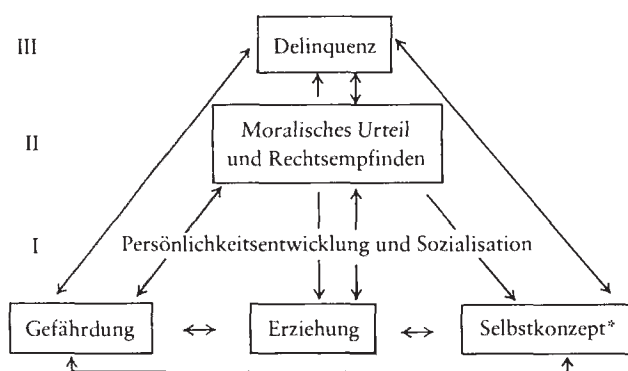 III
Delinquenz
II
Moralisches Urteil
und Rechtsempfinden
I
Persönlichkeitsentwicklung und Sozialisation
Gefährdung
Erziehung
Selbstkonzept*